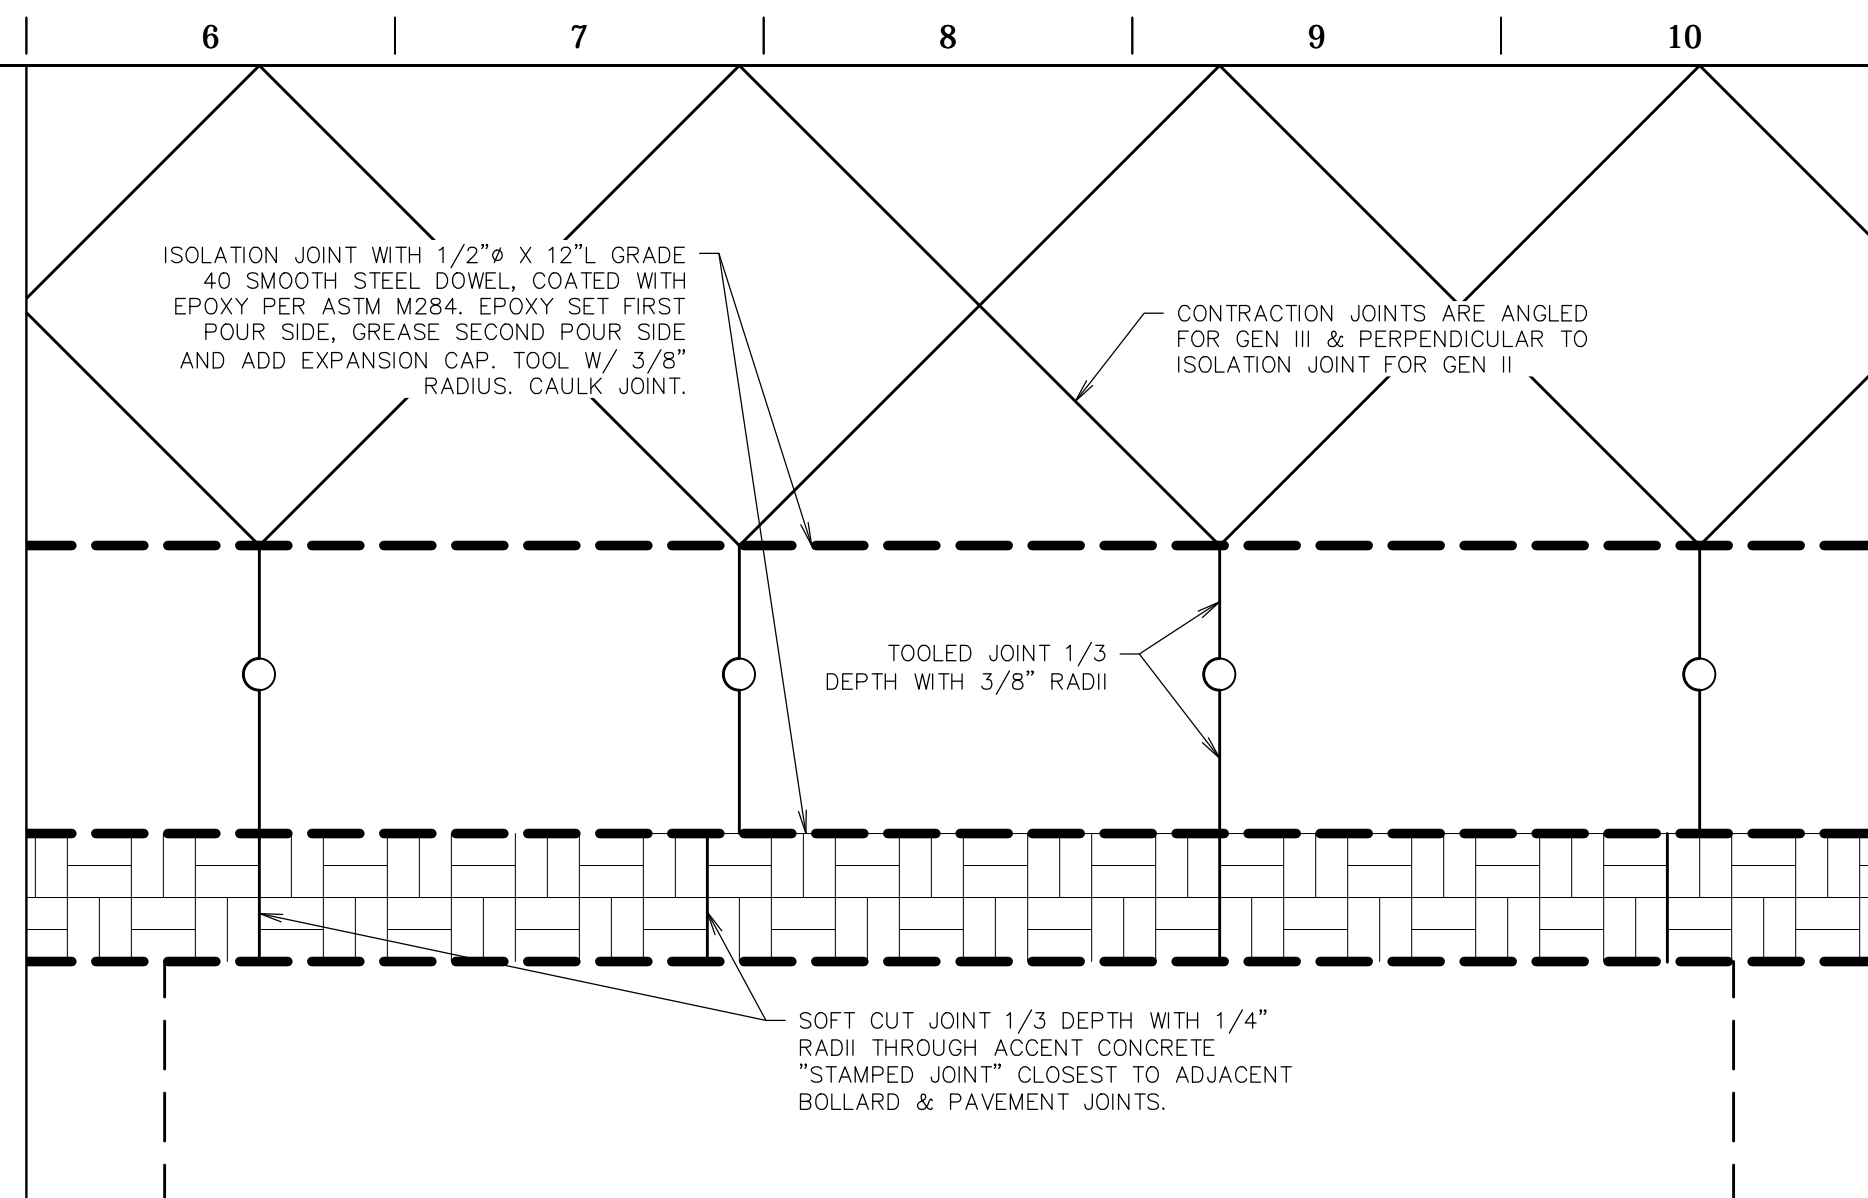 6 7 8 9 10
ISOLATION JOINT WITH 1/2"ø X 12"L GRADE
40 SMOOTH STEEL DOWEL, COATED WITH
EPOXY PER ASTM M284. EPOXY SET FIRST
POUR SIDE, GREASE SECOND POUR SIDE
AND ADD EXPANSION CAP. TOOL W/ 3/8"
RADIUS. CAULK JOINT.
CONTRACTION JOINTS ARE ANGLED
FOR GEN III & PERPENDICULAR TO
ISOLATION JOINT FOR GEN II
TOOLED JOINT 1/3
DEPTH WITH 3/8" RADII
SOFT CUT JOINT 1/3 DEPTH WITH 1/4"
RADII THROUGH ACCENT CONCRETE
"STAMPED JOINT" CLOSEST TO ADJACENT
BOLLARD & PAVEMENT JOINTS.